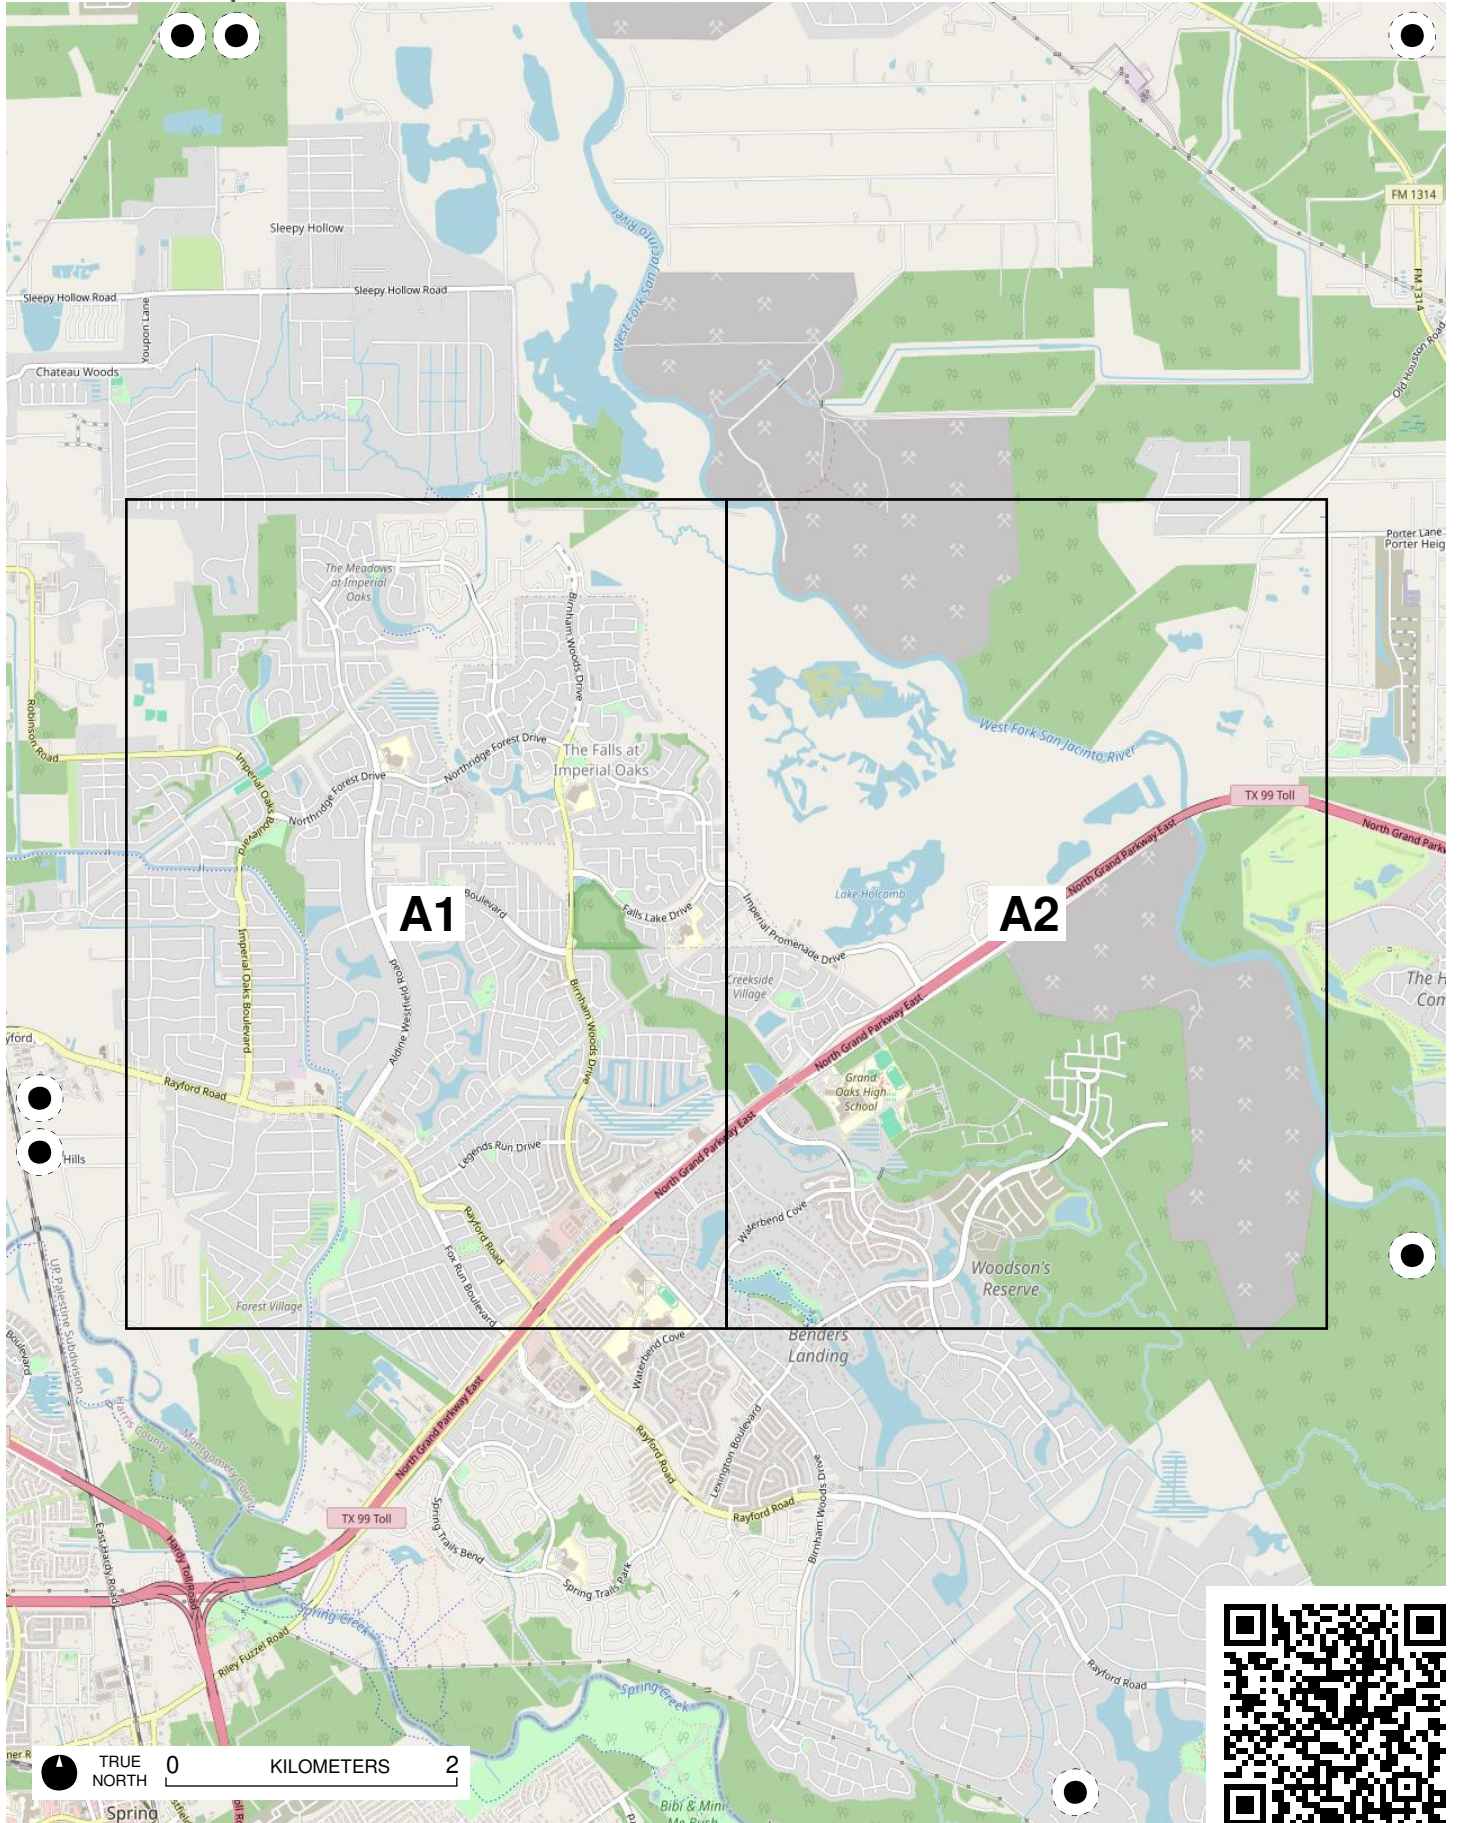 FM 1314
West Fork San Jacinto River
Sleepy Hollow
Sleepy Hollow Road
Sleepy Hollow Road
FM 1314
Youpon Lane
Old Houston Road
Chateau Woods
Porter Lane
Porter Heig
The Meadows
at Imperial
Oaks
Birnham Woods Drive
Robinson Road
Imperial Oaks Boulevard
Northridge Forest Drive
Northridge Forest Drive
The Falls at
Imperial Oaks
West Fork San Jacinto River
TX 99 Toll
North Grand Parkway East
North Grand Parkw
Lake Holcomb
A1
A2
Boulevard
Falls Lake Drive
Imperial Promenade Drive
Imperial Oaks Boulevard
Aldine Westfield Road
Birnham Woods Drive
Creekside
Village
The H
Com
yford
Rayford Road
North Grand Parkway East
Grand
Oaks High
School
North Grand Parkway East
Legends Run Drive
Hills
Waterbend Cove
Rayford Road
Fox Run Boulevard
Woodson's
Reserve
UP Palestine Subdivision
Forest Village
Boulevard
Waterbend Cove
Benders
Landing
Harris County
Montgomery County
North Grand Parkway East
Lexington Boulevard
Rayford Road
Rayford Road
Birnham Woods Drive
TX 99 Toll
Spring Trails Bend
Spring Trails Park
East Hardy Road
Hardy Toll Road
Spring Creek
Riley Fuzzel Road
Spring Creek
Rayford Road
TRUE
NORTH
0
KILOMETERS
2
Spring
Bibi & Mini